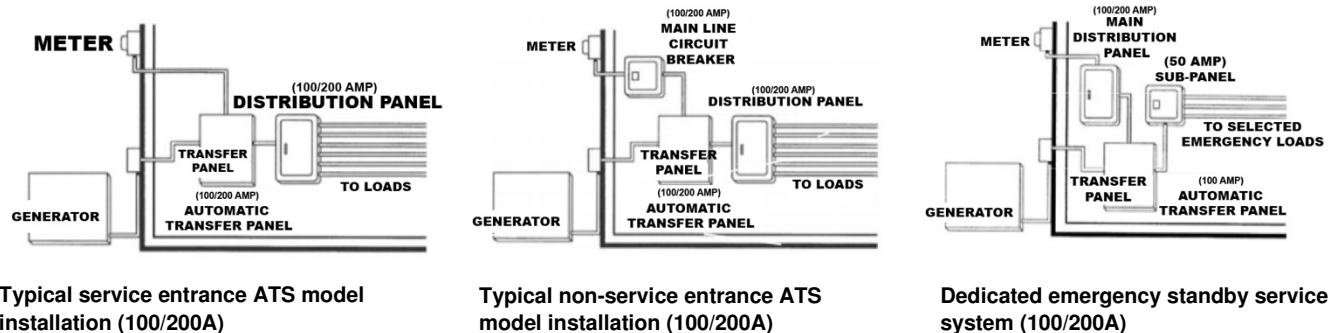 METER
(100/200 AMP)
DISTRIBUTION PANEL
TRANSFER
PANEL
TO LOADS
(100/200 AMP)
AUTOMATIC
TRANSFER PANEL
GENERATOR
Typical service entrance ATS model
installation (100/200A)
(100/200 AMP)
MAIN LINE
CIRCUIT
BREAKER
METER
(100/200 AMP)
DISTRIBUTION PANEL
TRANSFER
PANEL
TO LOADS
(100/200 AMP)
AUTOMATIC
TRANSFER PANEL
GENERATOR
Typical non-service entrance ATS
model installation (100/200A)
(100/200 AMP)
MAIN
DISTRIBUTION
PANEL
METER
(50 AMP)
SUB-PANEL
TO SELECTED
EMERGENCY LOADS
TRANSFER
PANEL
(100 AMP)
AUTOMATIC
TRANSFER PANEL
GENERATOR
Dedicated emergency standby service
system (100/200A)